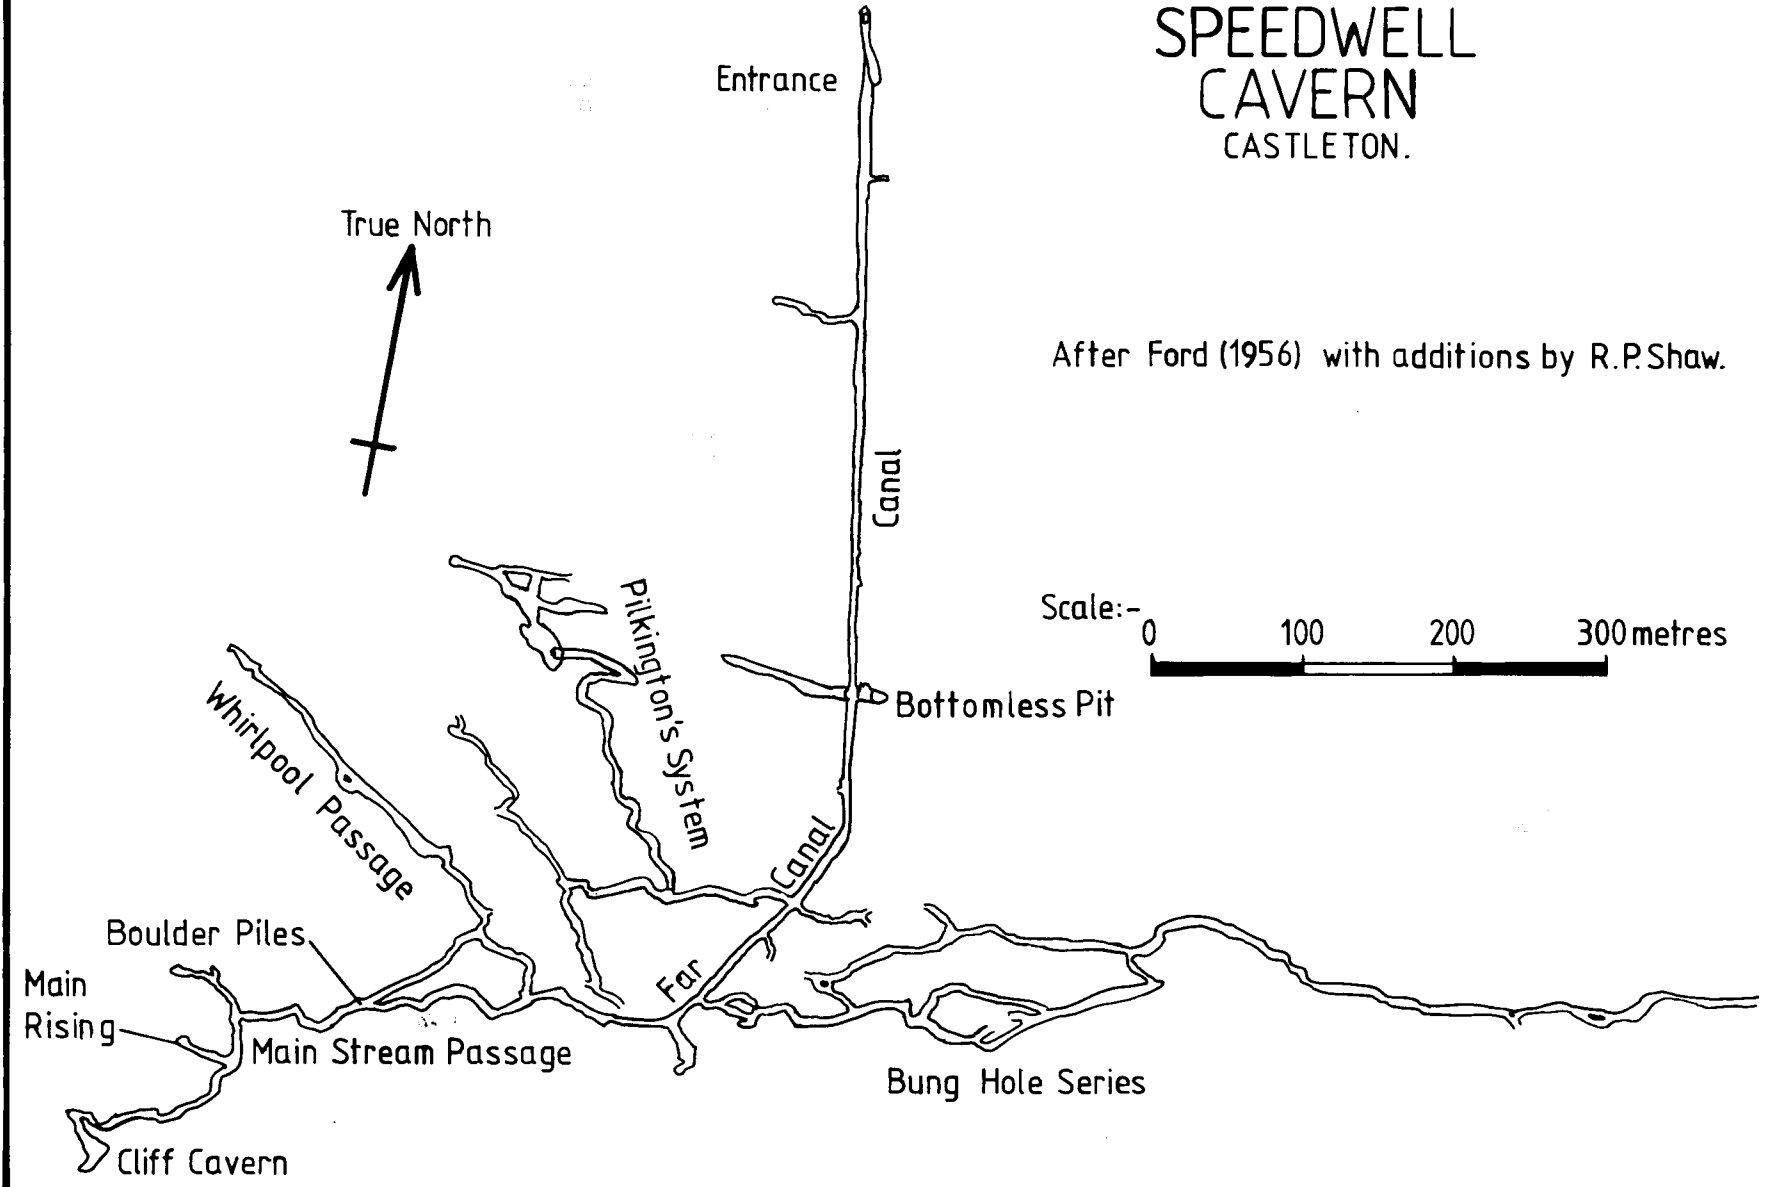 SPEEDWELL
CAVERN
CASTLETON.
Entrance
True North
After Ford (1956) with additions by R.P.Shaw.
Canal
Scale:-
0 100 200 300 metres
Pilkington's System
Bottomless Pit
Whirlpool Passage
Far Canal
Boulder Piles
Main
Rising
Main Stream Passage
Bung Hole Series
Cliff Cavern